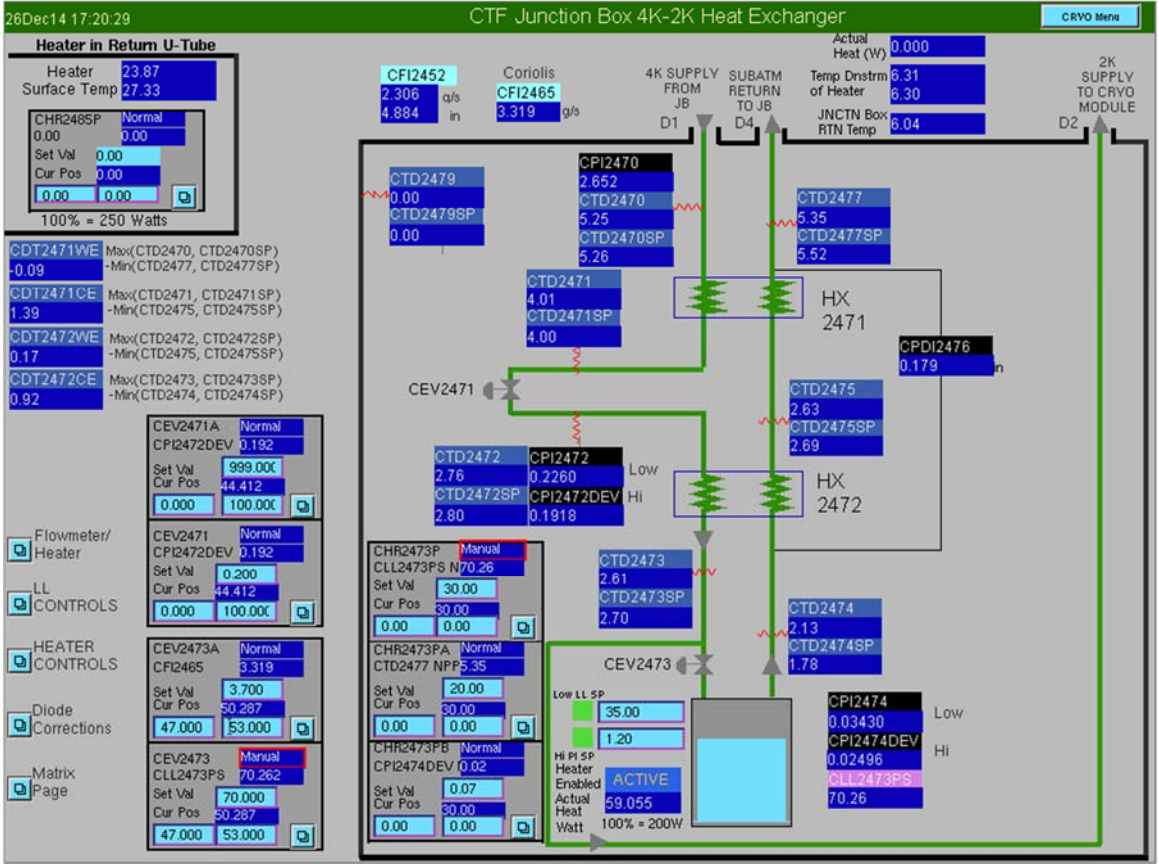 26Dec14 17:20:29
CTF Junction Box 4K-2K Heat Exchanger
CRYO Menu
Heater in Return U-Tube
Heater
Surface Temp
23.87
27.33
CHR2485P Normal
0.00 0.00
Set Val 0.00
Cur Pos 0.00
0.00 0.00
100% = 250 Watts
CFI2452
2.306 g/s
4.884 in
Coriolis
CFI2465
3.319 g/s
4K SUPPLY
FROM
JB
D1
SUBATM
RETURN
TO JB
D4
Actual
Heat (W) 0.000
Temp Dnstrm
of Heater
6.31
6.30
JNCTN Box
RTN Temp 6.04
2K
SUPPLY
TO CRYO
MODULE
D2
CDT2471WE Max(CTD2470, CTD2470SP)
-0.09 -Min(CTD2477, CTD2477SP)
CDT2471CE Max(CTD2471, CTD2471SP)
1.39 -Min(CTD2475, CTD2475SP)
CDT2472WE Max(CTD2472, CTD2472SP)
0.17 -Min(CTD2475, CTD2475SP)
CDT2472CE Max(CTD2473, CTD2473SP)
0.92 -Min(CTD2474, CTD2474SP)
CTD2479
0.00
CTD2479SP
0.00
CPI2470
2.652
CTD2470
5.25
CTD2470SP
5.26
CTD2477
5.35
CTD2477SP
5.52
CTD2471
4.01
CTD2471SP
4.00
HX
2471
CPDI2476
0.179 in
CEV2471
CTD2475
2.63
CTD2475SP
2.69
CTD2472
2.76
CTD2472SP
2.80
CPI2472
0.2260
Low
CPI2472DEV Hi
0.1918
HX
2472
CEV2471A Normal
CPI2472DEV 0.192
Set Val 999.000
Cur Pos 44.412
0.000 100.000
CEV2471 Normal
CPI2472DEV 0.192
Set Val 0.200
Cur Pos 44.412
0.000 100.000
CEV2473A Normal
CFI2465 3.319
Set Val 3.700
Cur Pos 50.287
47.000 53.000
CEV2473 Manual
CLL2473PS 70.262
Set Val 70.000
Cur Pos 50.287
47.000 53.000
Flowmeter/
Heater
LL
CONTROLS
HEATER
CONTROLS
Diode
Corrections
Matrix
Page
CHR2473P Manual
CLL2473PS N 70.26
Set Val 30.00
Cur Pos 30.00
0.00 0.00
CHR2473PA Normal
CTD2477 NPP 5.35
Set Val 20.00
Cur Pos 30.00
0.00 0.00
CHR2473PB Normal
CPI2474DEV 0.02
Set Val 0.07
Cur Pos 30.00
0.00 0.00
CTD2473
2.61
CTD2473SP
2.70
CTD2474
2.13
CTD2474SP
1.78
CEV2473
Low LL SP
35.00
1.20
Hi PI SP
Heater
Enabled ACTIVE
Actual
Heat 59.055
Watt 100% = 200W
CPI2474
0.03430
Low
CPI2474DEV
0.02496
Hi
CLL2473PS
70.26